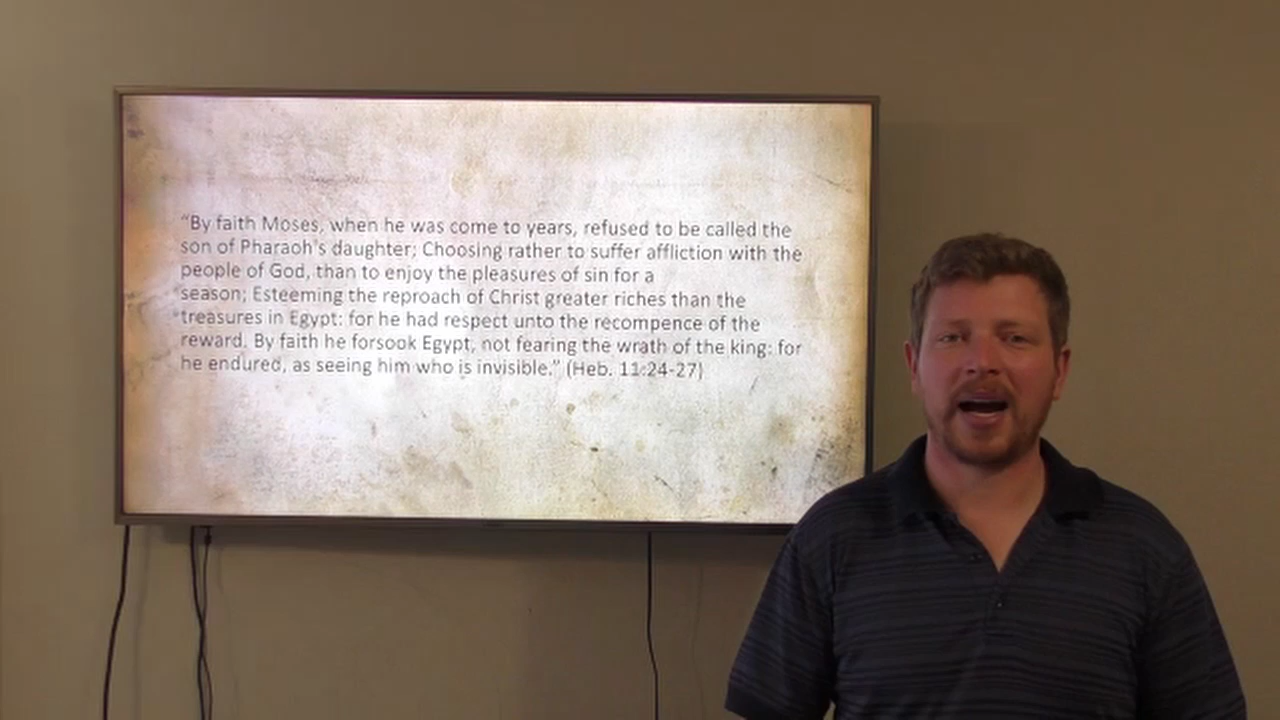 “By faith Moses, when he was come to years, refused to be called the
son of Pharaoh's daughter; Choosing rather to suffer affliction with the
people of God, than to enjoy the pleasures of sin for a
season; Esteeming the reproach of Christ greater riches than the
treasures in Egypt: for he had respect unto the recompence of the
reward. By faith he forsook Egypt, not fearing the wrath of the king: for
he endured, as seeing him who is invisible.” (Heb. 11:24-27)